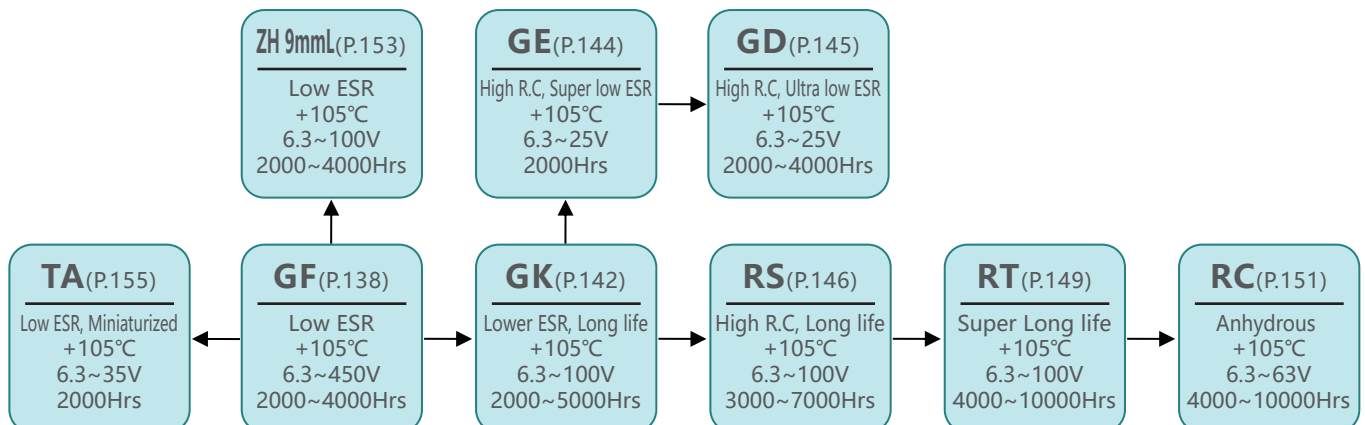 ZH 9mmL(P.153)
Low ESR
+105℃
6.3~100V
2000~4000Hrs
GE(P.144)
High R.C, Super low ESR
+105℃
6.3~25V
2000Hrs
GD(P.145)
High R.C, Ultra low ESR
+105℃
6.3~25V
2000~4000Hrs
TA(P.155)
Low ESR, Miniaturized
+105℃
6.3~35V
2000Hrs
GF(P.138)
Low ESR
+105℃
6.3~450V
2000~4000Hrs
GK(P.142)
Lower ESR, Long life
+105℃
6.3~100V
2000~5000Hrs
RS(P.146)
High R.C, Long life
+105℃
6.3~100V
3000~7000Hrs
RT(P.149)
Super Long life
+105℃
6.3~100V
4000~10000Hrs
RC(P.151)
Anhydrous
+105℃
6.3~63V
4000~10000Hrs